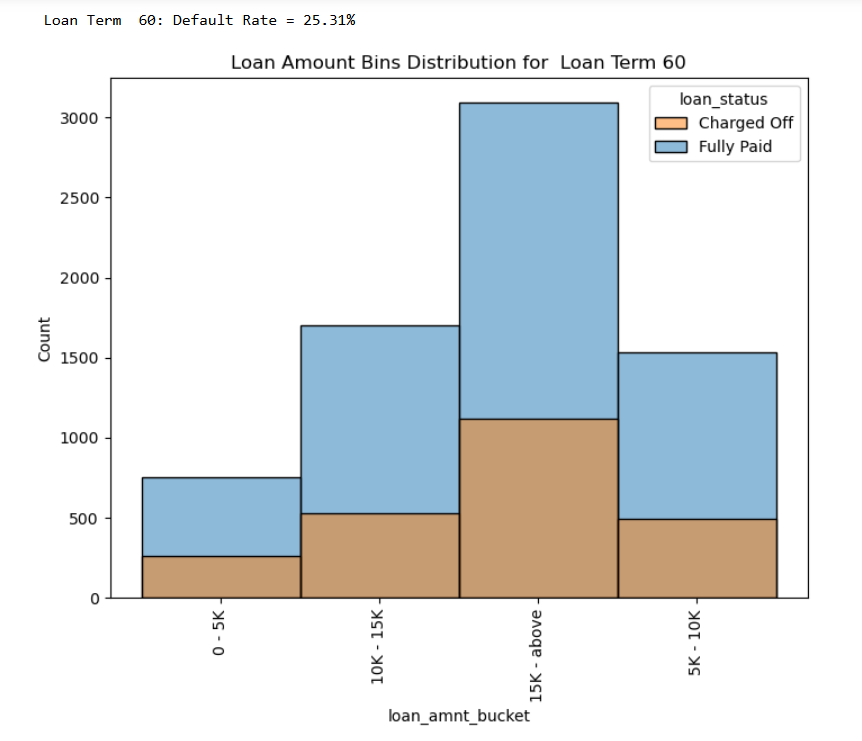 Loan Term  60: Default Rate = 25.31%
Loan Amount Bins Distribution for  Loan Term 60
loan_status
Charged Off
Fully Paid
Count
3000
2500
2000
1500
1000
500
0
0 - 5K
10K - 15K
15K - above
5K - 10K
loan_amnt_bucket